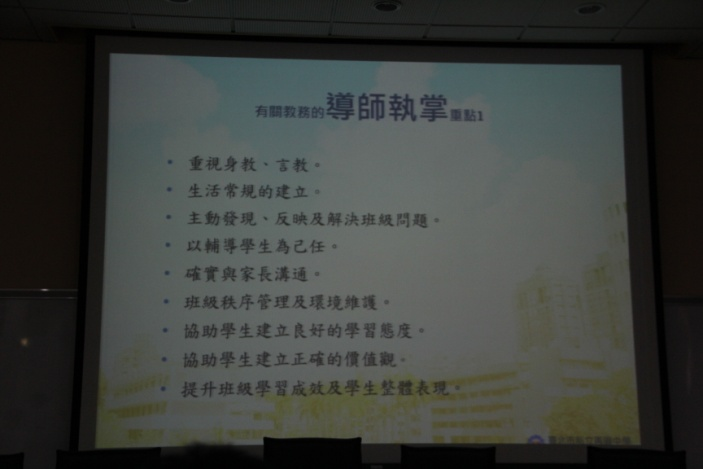 有關教務的導師執掌重點1
• 重視身教、言教。
• 生活常規的建立。
• 主動發現、反映及解決班級問題。
• 以輔導學生為己任。
• 確實與家長溝通。
• 班級秩序管理及環境維護。
• 協助學生建立良好的學習態度。
• 協助學生建立正確的價值觀。
• 提升班級學習成效及學生整體表現。